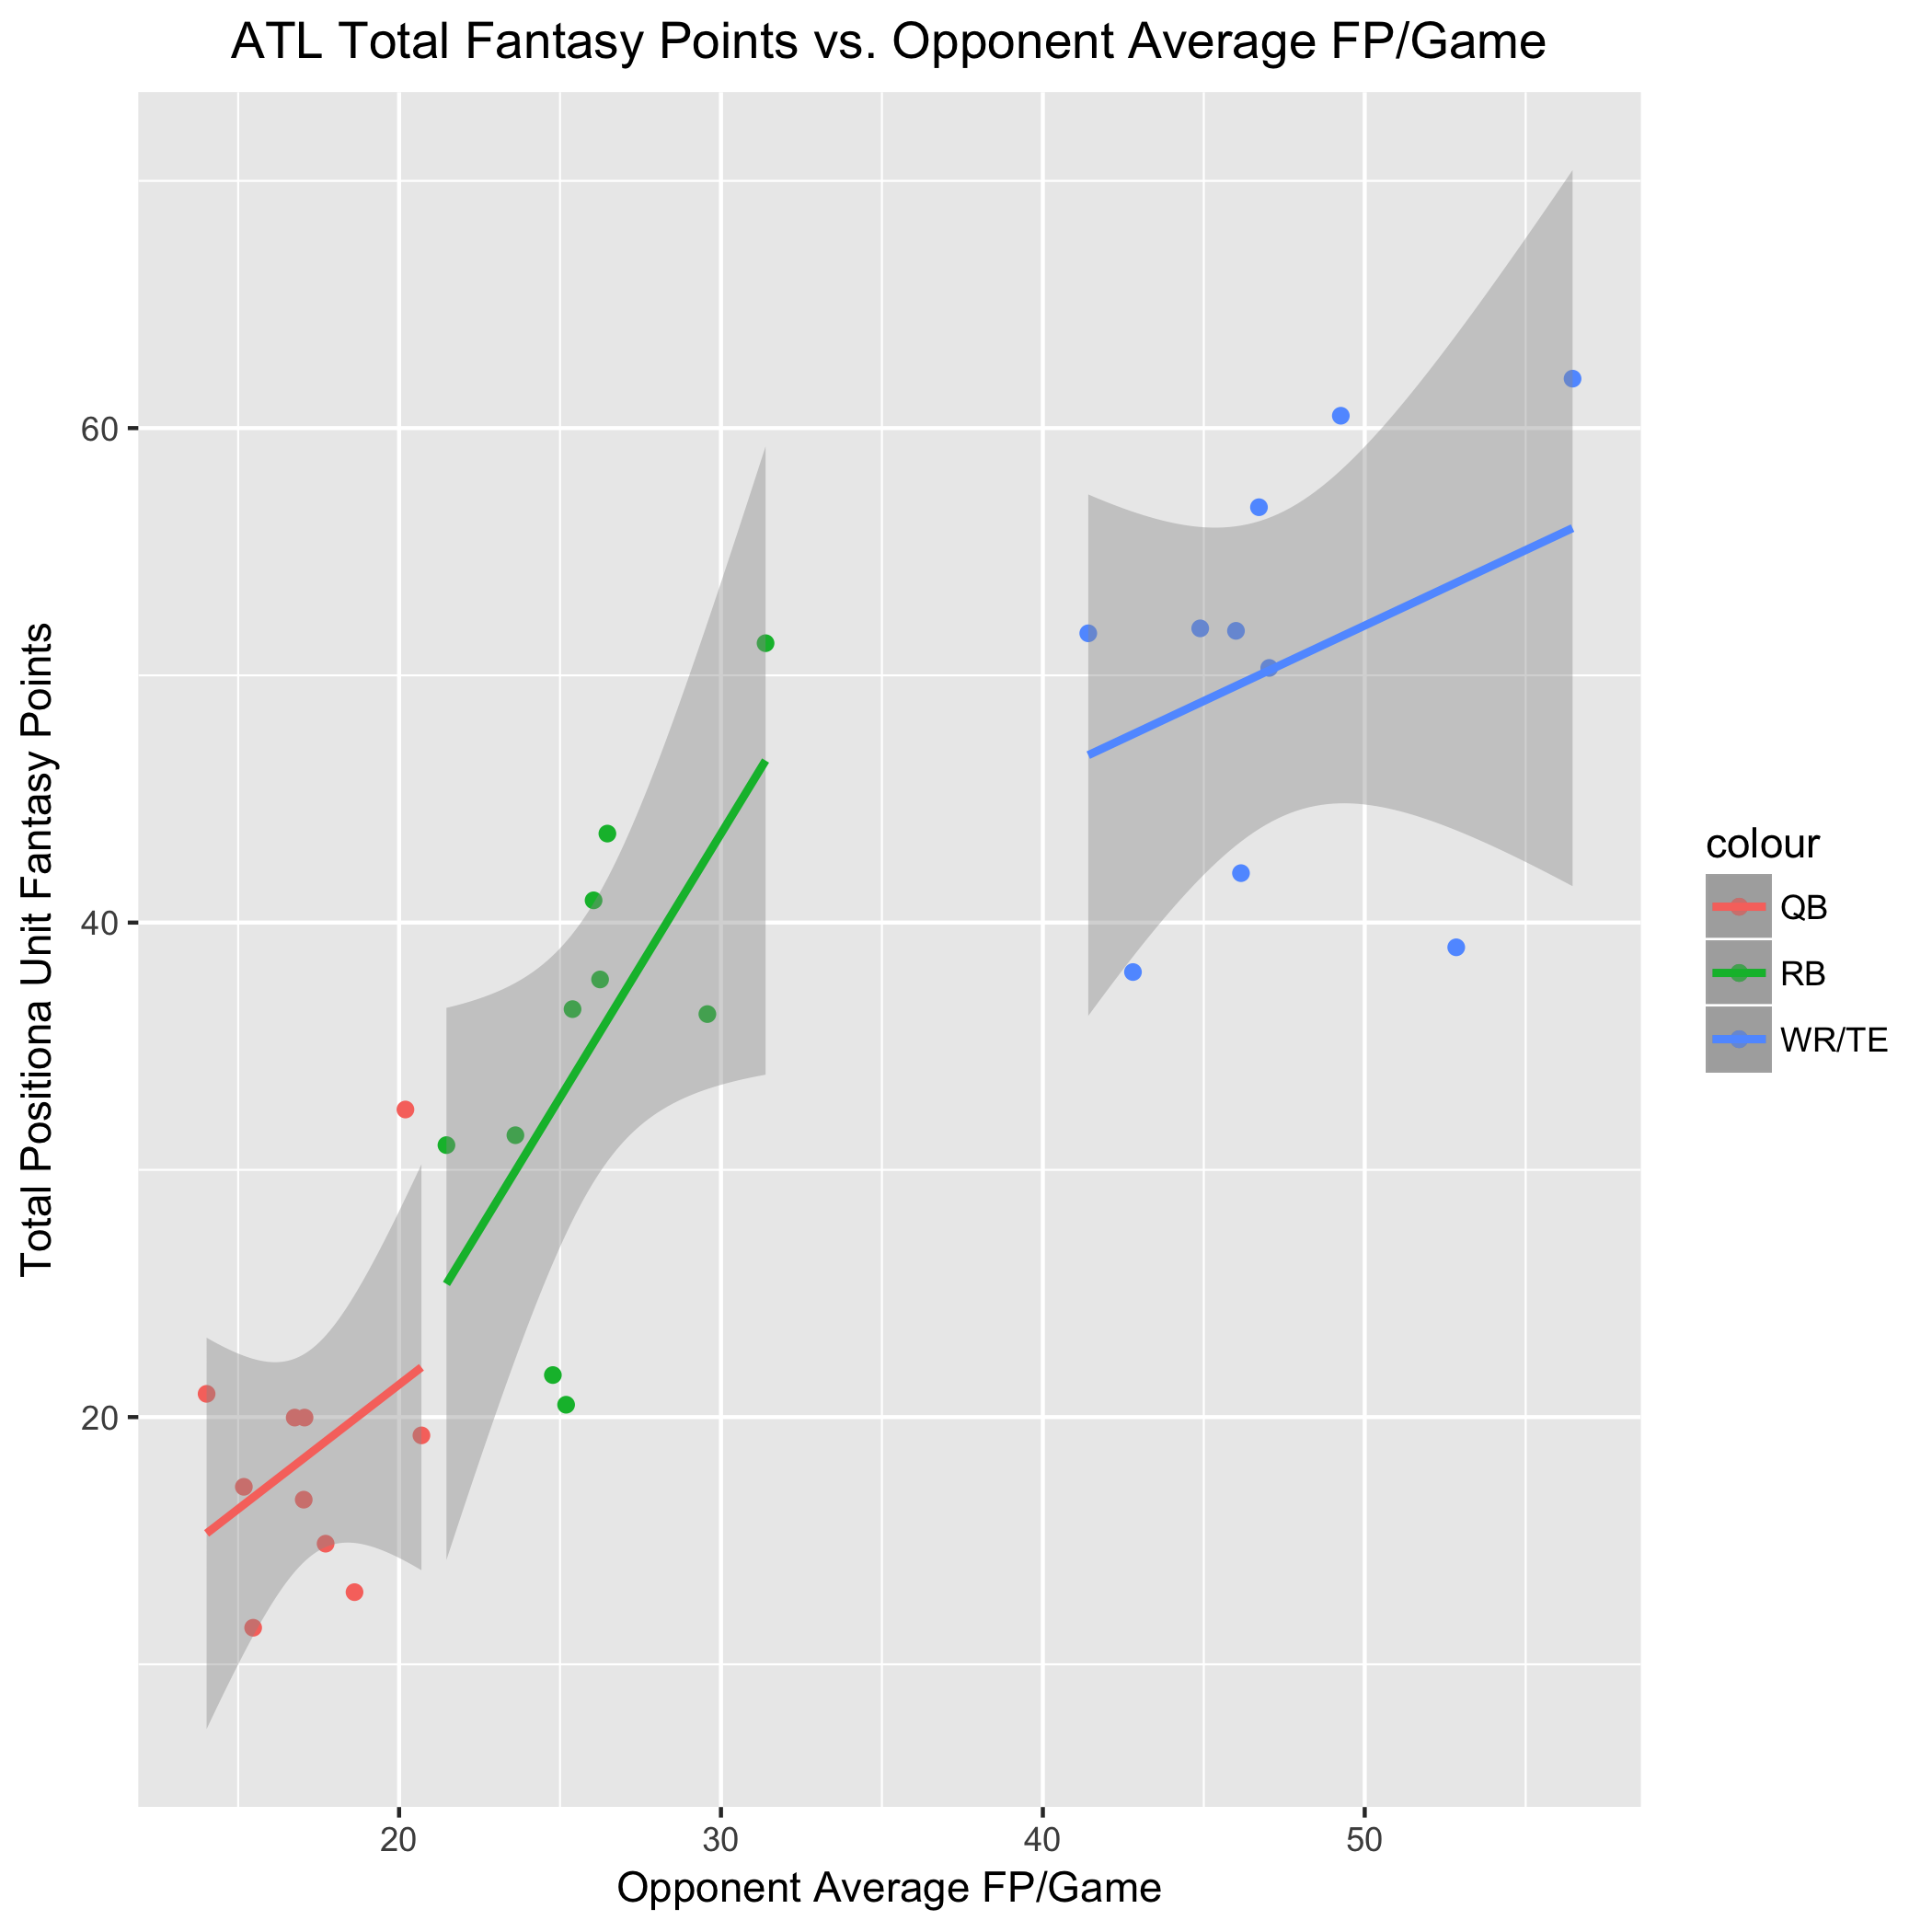 ATL Total Fantasy Points vs. Opponent Average FP/Game
Total Positiona Unit Fantasy Points
60
40
20
20
30
40
50
Opponent Average FP/Game
colour
QB
RB
WR/TE